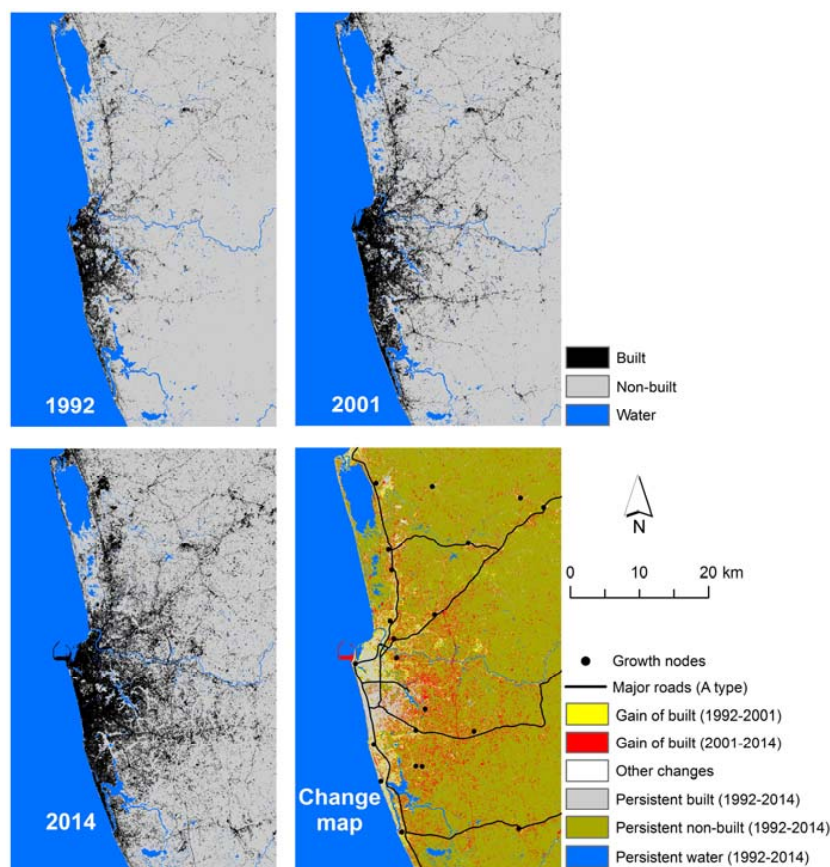 1992
2001
Built
Non-built
Water
2014
Change
map
N
0 10 20 km
Growth nodes
Major roads (A type)
Gain of built (1992-2001)
Gain of built (2001-2014)
Other changes
Persistent built (1992-2014)
Persistent non-built (1992-2014)
Persistent water (1992-2014)